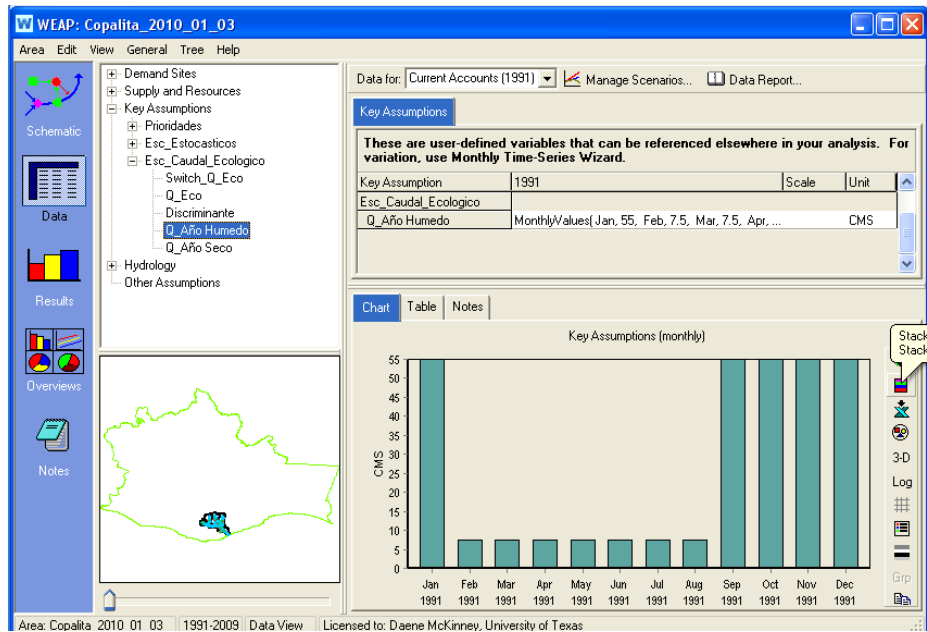 WEAP: Copalita_2010_01_03
Area Edit View General Tree Help
Schematic
Data
Results
Overviews
Notes
Demand Sites
Supply and Resources
Key Assumptions
Prioridades
Esc_Estocasticos
Esc_Caudal_Ecologico
Switch_Q_Eco
Q_Eco
Discriminante
Q_Año Humedo
Q_Año Seco
Hydrology
Other Assumptions
Data for: Current Accounts (1991) Manage Scenarios... Data Report...
Key Assumptions
These are user-defined variables that can be referenced elsewhere in your analysis. For
variation, use Monthly Time-Series Wizard.
Key Assumption 1991 Scale Unit
Esc_Caudal_Ecologico
Q_Año Humedo MonthlyValues( Jan, 55, Feb, 7.5, Mar, 7.5, Apr, ... CMS
Chart Table Notes
Key Assumptions (monthly)
Stack
Stack
CMS
55
50
45
40
35
30
25
20
15
10
5
0
Jan Feb Mar Apr May Jun Jul Aug Sep Oct Nov Dec
1991 1991 1991 1991 1991 1991 1991 1991 1991 1991 1991 1991
3-D
Log
Grp
Area: Copalita_2010_01_03 1991-2009 Data View Licensed to: Daene McKinney, University of Texas